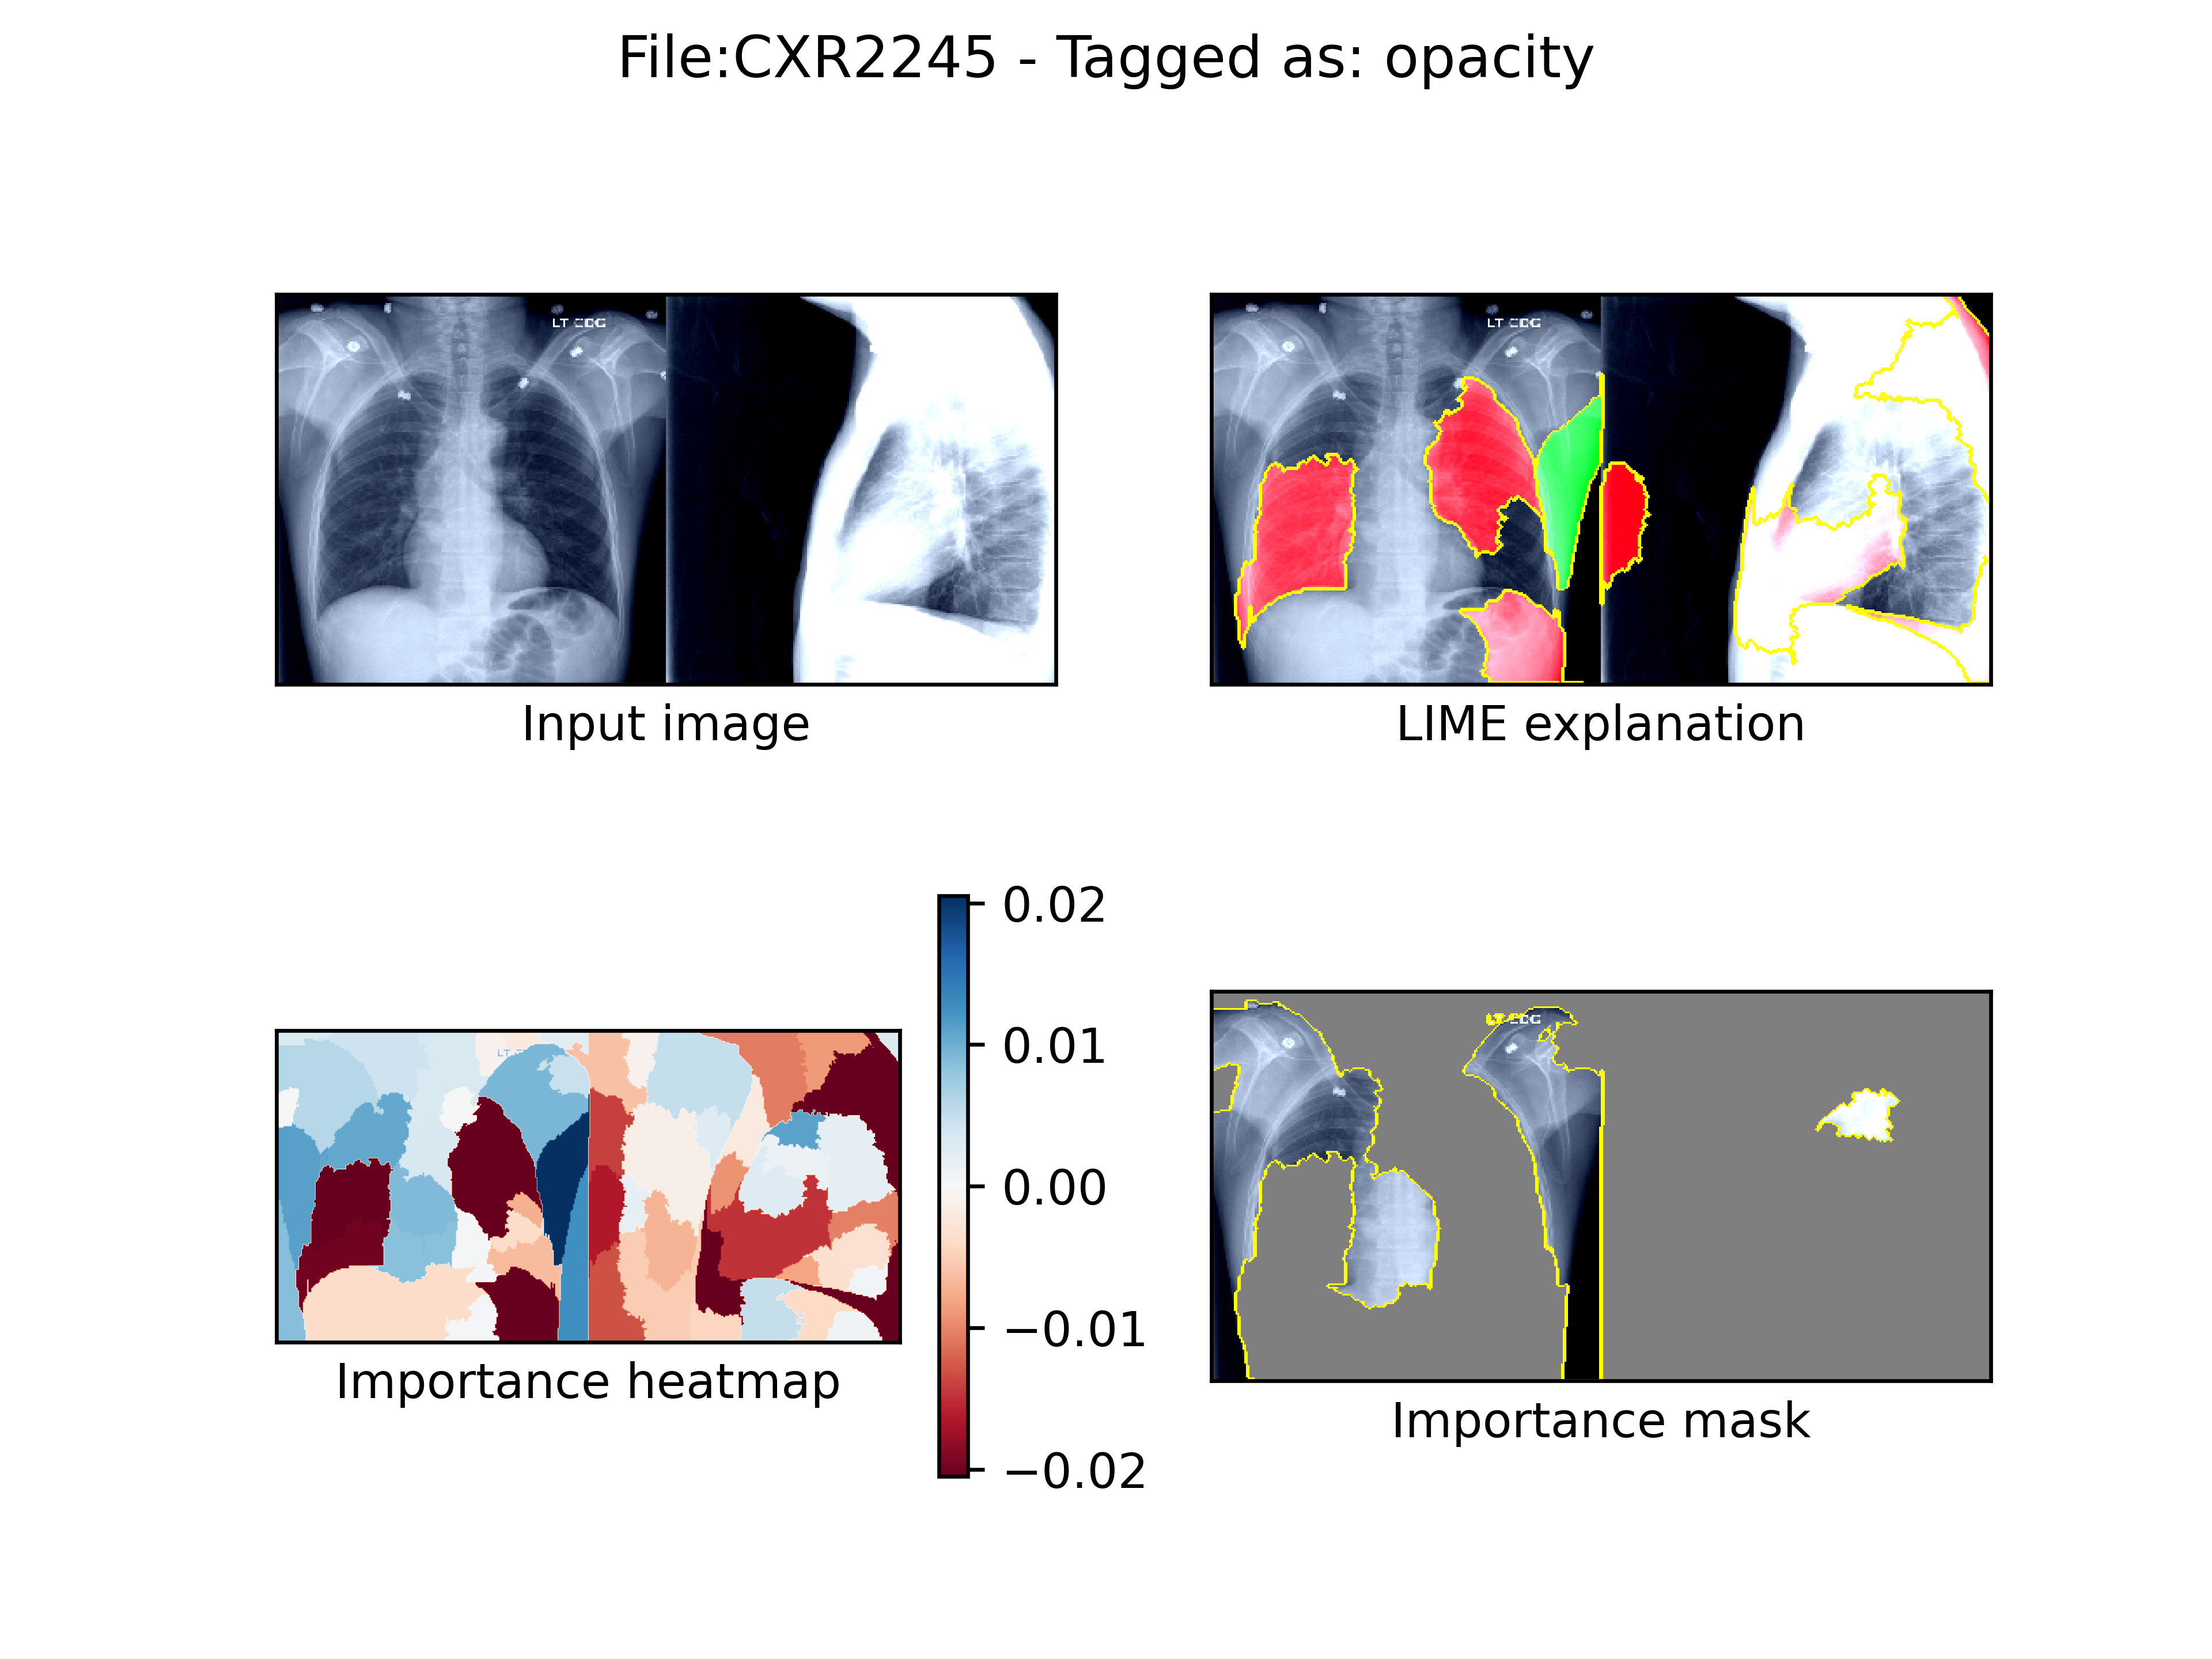 File:CXR2245 - Tagged as: opacity
Input image
LIME explanation
0.02
0.01
0.00
−0.01
−0.02
Importance heatmap
Importance mask